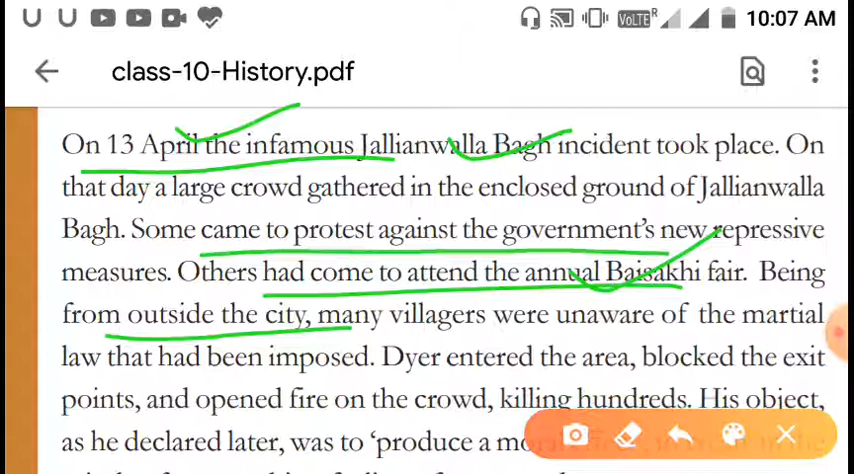 VoLTE R 10:07 AM
class-10-History.pdf
On 13 April the infamous Jallianwalla Bagh incident took place. On
that day a large crowd gathered in the enclosed ground of Jallianwalla
Bagh. Some came to protest against the government's new repressive
measures. Others had come to attend the annual Baisakhi fair. Being
from outside the city, many villagers were unaware of the martial
law that had been imposed. Dyer entered the area, blocked the exit
points, and opened fire on the crowd, killing hundreds. His object,
as he declared later, was to 'produce a